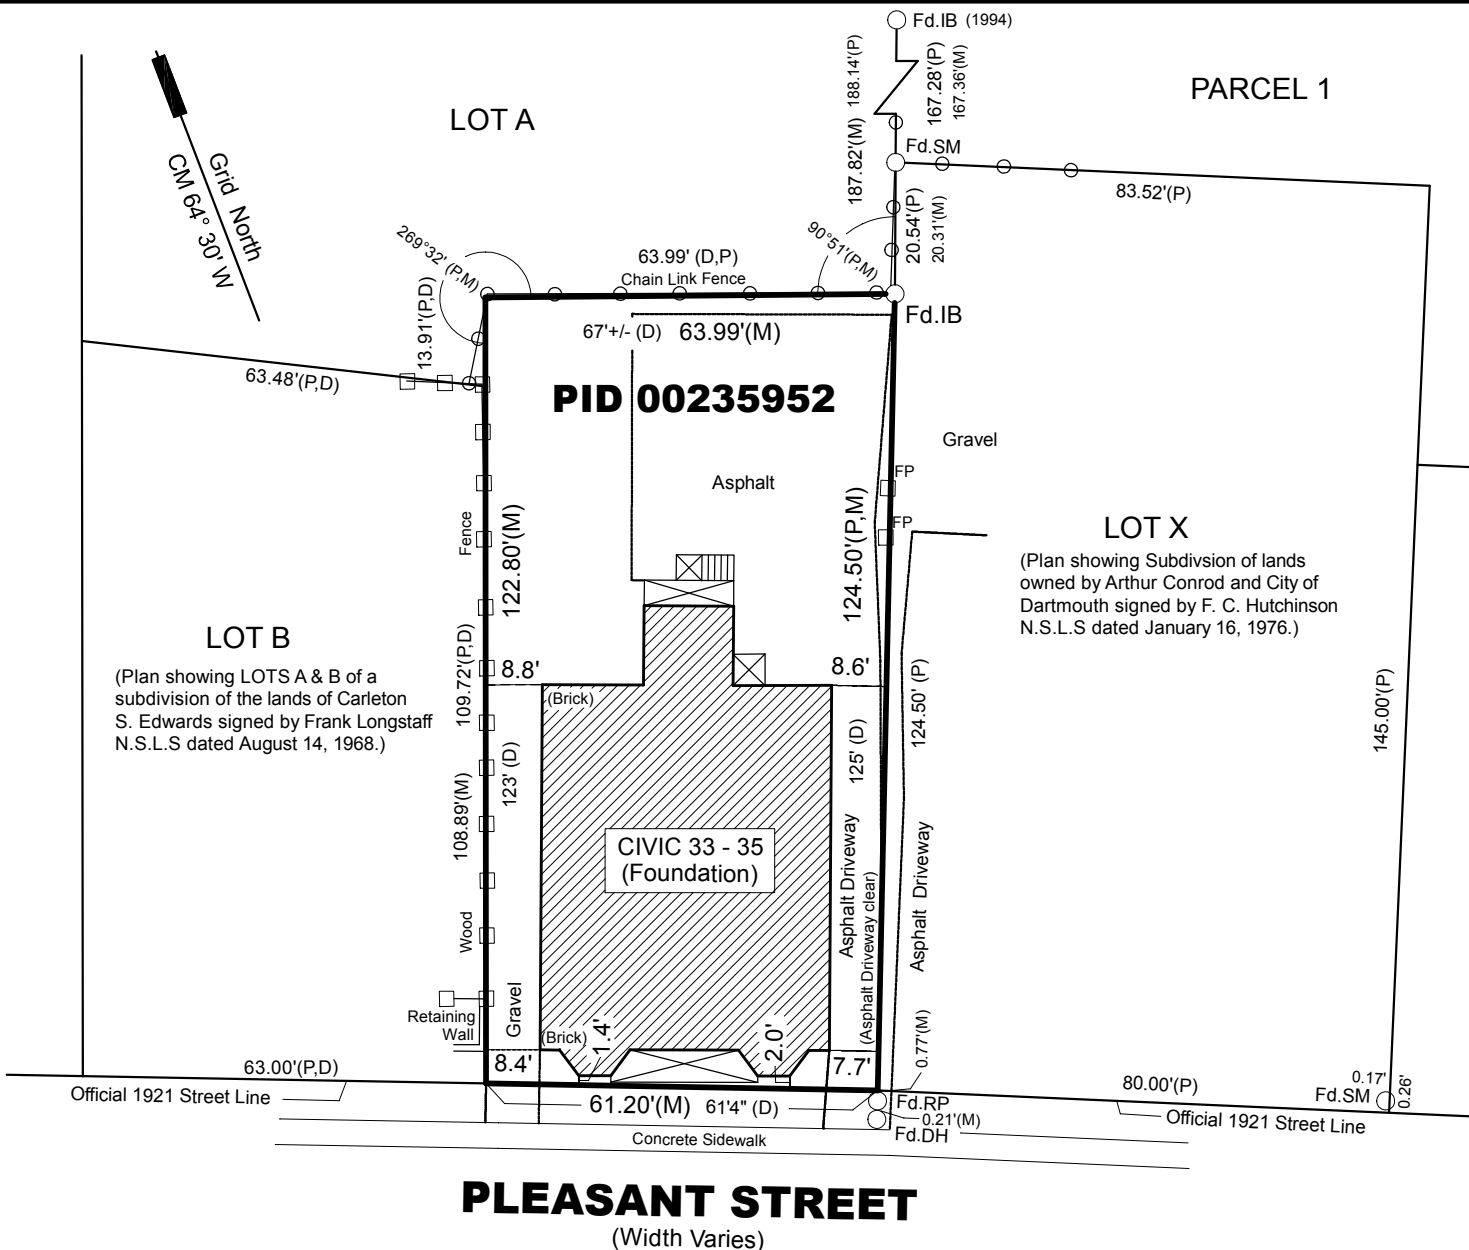 Fd.IB (1994)
188.14'(P)
167.28'(P)
167.36'(M)
PARCEL 1
LOT A
187.82'(M)
Fd.SM
83.52'(P)
Grid North
CM 64° 30' W
20.54'(P)
20.31'(M)
269°32' (P,M)
90°51'(P,M)
63.99' (D,P)
Chain Link Fence
13.91'(P,D)
Fd.IB
67'+/- (D) 63.99'(M)
63.48'(P,D)
PID 00235952
Gravel
FP
Asphalt
FP
Fence
122.80'(M)
124.50'(P,M)
LOT X
(Plan showing Subdivsion of lands
owned by Arthur Conrod and City of
Dartmouth signed by F. C. Hutchinson
N.S.L.S dated January 16, 1976.)
LOT B
(Plan showing LOTS A & B of a
subdivision of the lands of Carleton
S. Edwards signed by Frank Longstaff
N.S.L.S dated August 14, 1968.)
109.72'(P,D)
8.8'
8.6'
(Brick)
124.50' (P)
145.00'(P)
123' (D)
125' (D)
108.89'(M)
CIVIC 33 - 35
(Foundation)
Asphalt Driveway
(Asphalt Driveway clear)
Asphalt Driveway
Wood
Gravel
Retaining
Wall
(Brick)
1.4'
2.0'
8.4'
7.7'
0.77'(M)
63.00'(P,D)
80.00'(P)
0.17'
Fd.SM
0.26'
Official 1921 Street Line
61.20'(M) 61'4" (D)
Fd.RP
0.21'(M)
Fd.DH
Official 1921 Street Line
Concrete Sidewalk
PLEASANT STREET
(Width Varies)